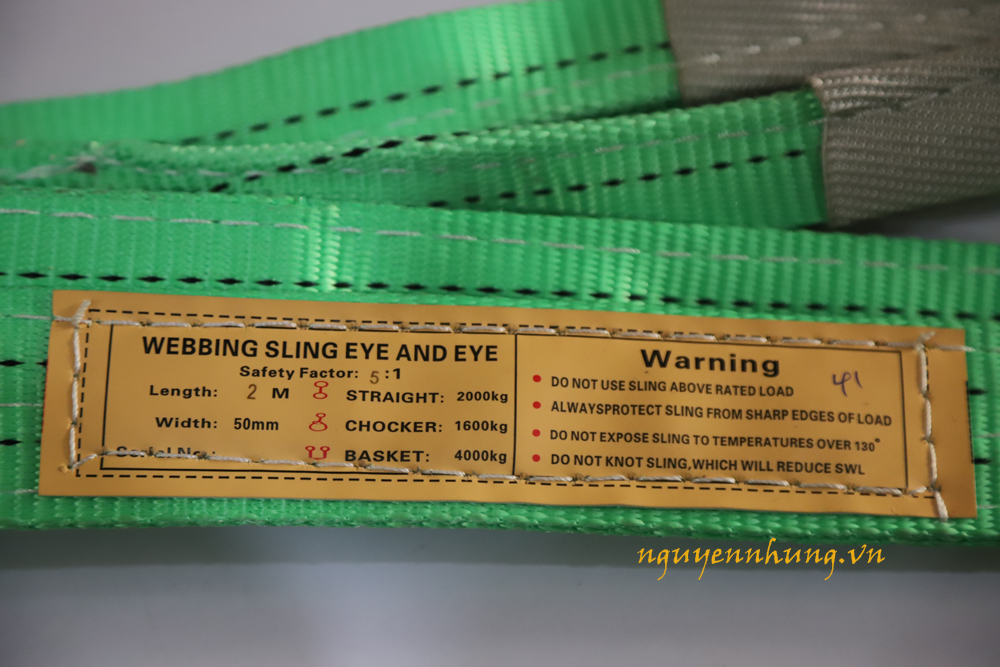 WEBBING SLING EYE AND EYE
Safety Factor: 5:1
Length: 2 M
STRAIGHT: 2000kg
Width: 50mm
CHOCKER: 1600kg
Serial No.:
BASKET: 4000kg
Warning
DO NOT USE SLING ABOVE RATED LOAD
ALWAYSPROTECT SLING FROM SHARP EDGES OF LOAD
DO NOT EXPOSE SLING TO TEMPERATURES OVER 130°
DO NOT KNOT SLING,WHICH WILL REDUCE SWL
nguyennhung.vn